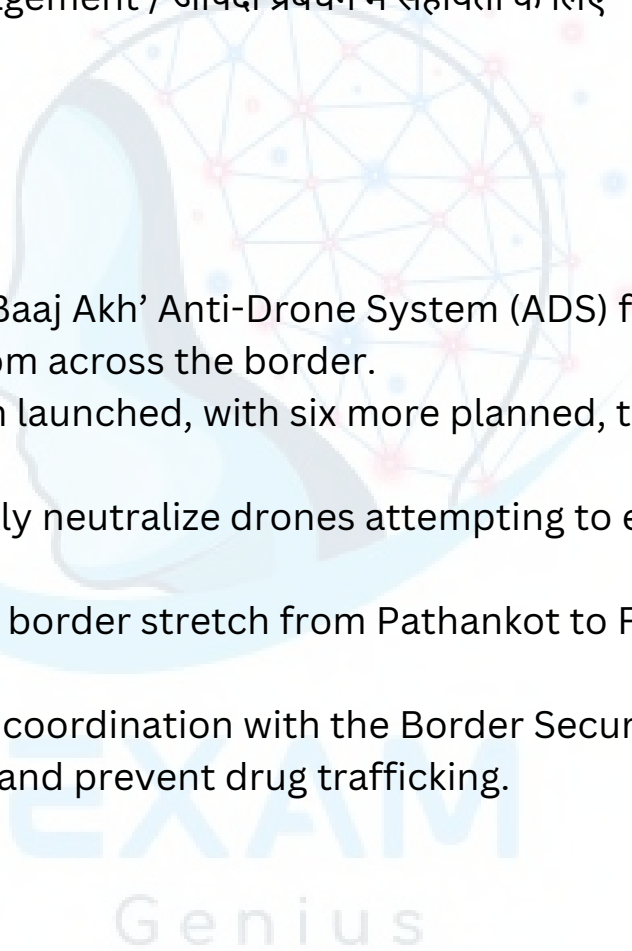 gement / आपदा प्रबंधन में सहायता के लिए
Baaj Akh’ Anti-Drone System (ADS) f
om across the border.
n launched, with six more planned, t
ly neutralize drones attempting to e
border stretch from Pathankot to F
coordination with the Border Secur
and prevent drug trafficking.
EXAM
Genius